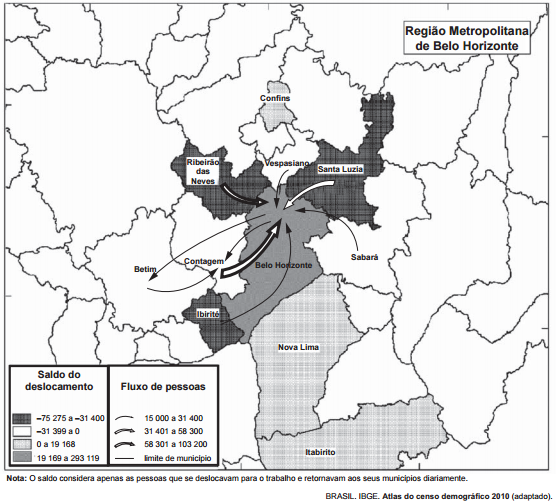 Região Metropolitana
de Belo Horizonte
Confins
Ribeirão
das
Neves
Vespasiano
Santa Luzia
Contagem
Betim
Belo Horizonte
Sabará
Ibirité
Nova Lima
Itabirito
Saldo do
deslocamento
–75 275 a –31 400
–31 399 a 0
0 a 19 168
19 169 a 293 119
Fluxo de pessoas
15 000 a 31 400
31 401 a 58 300
58 301 a 103 200
limite de município
Nota: O saldo considera apenas as pessoas que se deslocavam para o trabalho e retornavam aos seus municípios diariamente.
BRASIL. IBGE. Atlas do censo demográfico 2010 (adaptado).